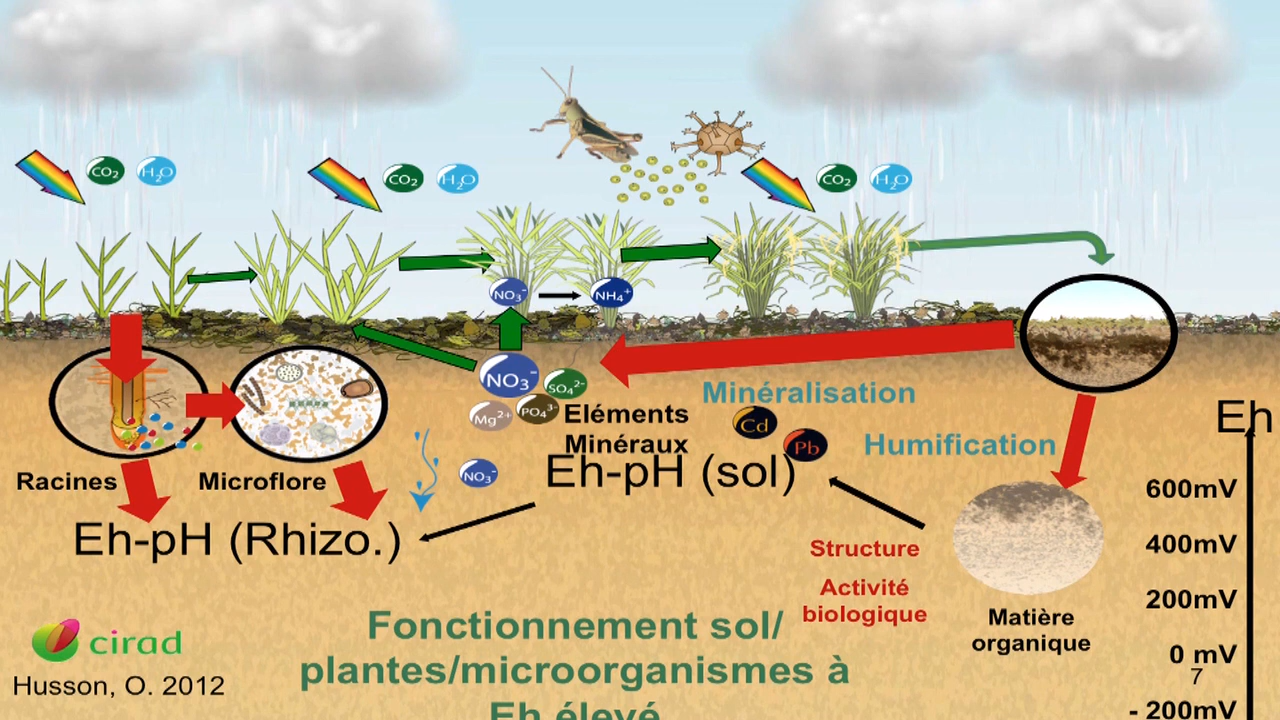 CO₂
H₂O
CO₂
H₂O
CO₂
H₂O
NO₃⁻
NH₄⁺
NO₃⁻
SO₄²⁻
Mg²⁺
PO₄³⁻
Eléments
Minéraux
Minéralisation
Cd
Pb
Humification
Eh
Racines
Microflore
NO₃⁻
Eh-pH (sol)
Eh-pH (Rhizo.)
600mV
400mV
200mV
0 mV
- 200mV
Structure
Activité
biologique
Matière
organique
Fonctionnement sol/
plantes/microorganismes à
Eh élevé
cirad
Husson, O. 2012
7